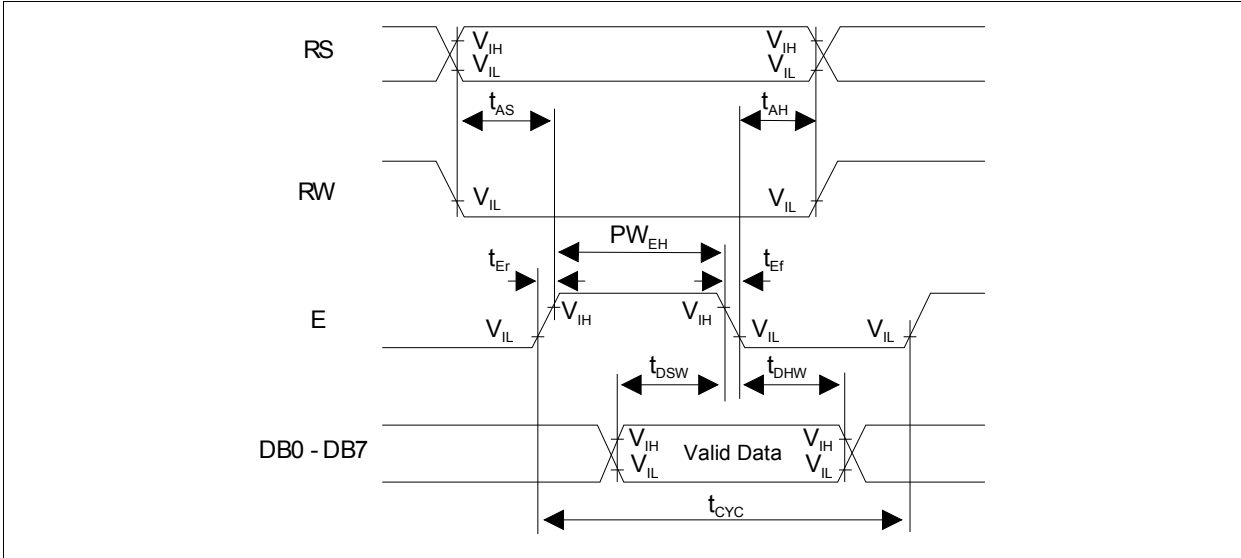 RS
V_IH
V_IL
V_IH
V_IL
t_AS
t_AH
RW
V_IL
V_IL
PW_EH
t_Er
t_Ef
E
V_IL
V_IH
V_IH
V_IL
V_IL
t_DSW
t_DHW
DB0 - DB7
V_IH
V_IL
Valid Data
V_IH
V_IL
t_CYC